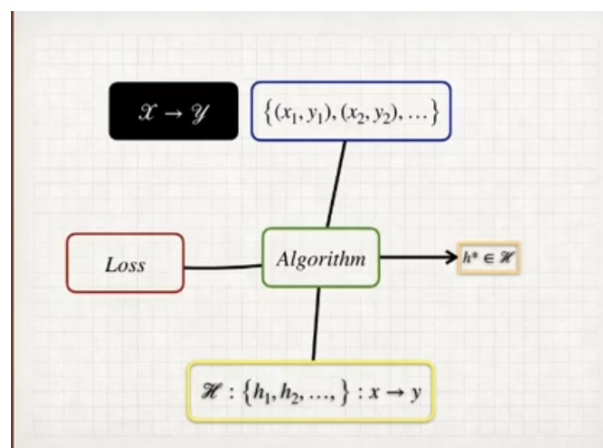 𝒳 → 𝒴
{(x₁, y₁), (x₂, y₂), …}
Loss
Algorithm
h* ∈ ℋ
ℋ : {h₁, h₂, …, } : x → y